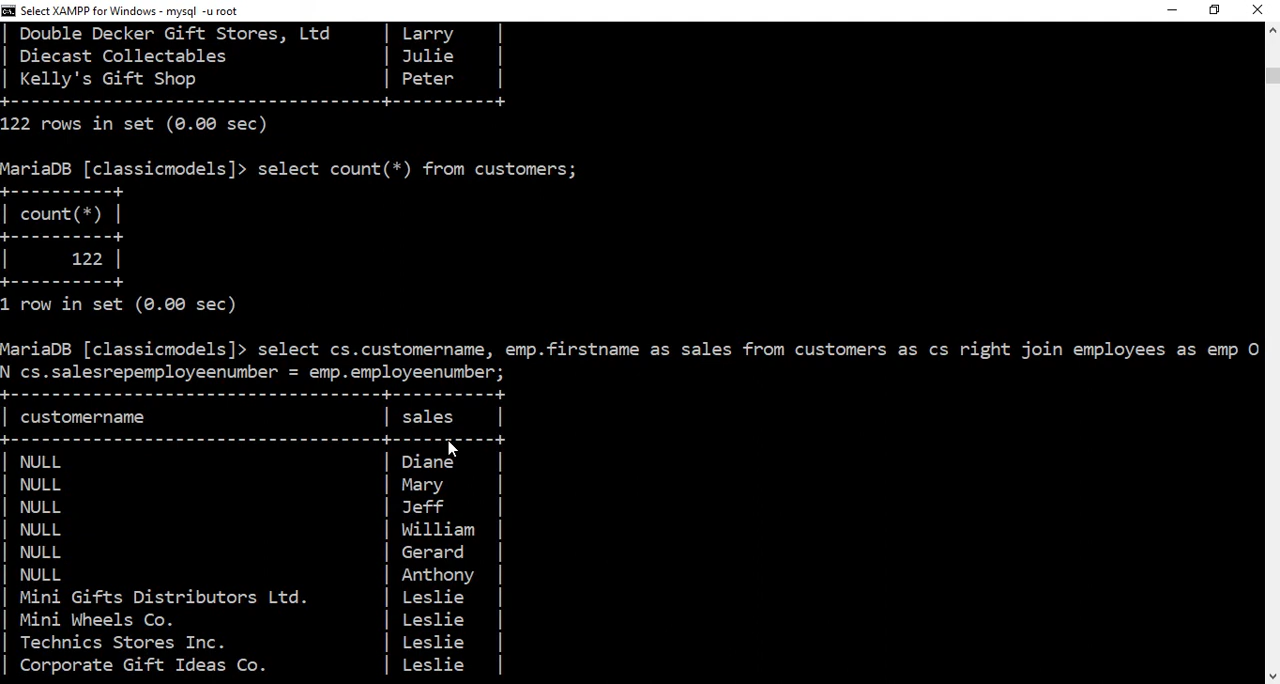 Select XAMPP for Windows - mysql -u root
| Double Decker Gift Stores, Ltd | Larry |
| Diecast Collectables | Julie |
| Kelly's Gift Shop | Peter |
+------------------------------------------+----------+
122 rows in set (0.00 sec)
MariaDB [classicmodels]> select count(*) from customers;
+----------+
| count(*) |
+----------+
| 122 |
+----------+
1 row in set (0.00 sec)
MariaDB [classicmodels]> select cs.customername, emp.firstname as sales from customers as cs right join employees as emp O
N cs.salesrepemployeenumber = emp.employeenumber;
+------------------------------------------+----------+
| customername | sales |
+------------------------------------------+----------+
| NULL | Diane |
| NULL | Mary |
| NULL | Jeff |
| NULL | William |
| NULL | Gerard |
| NULL | Anthony |
| Mini Gifts Distributors Ltd. | Leslie |
| Mini Wheels Co. | Leslie |
| Technics Stores Inc. | Leslie |
| Corporate Gift Ideas Co. | Leslie |